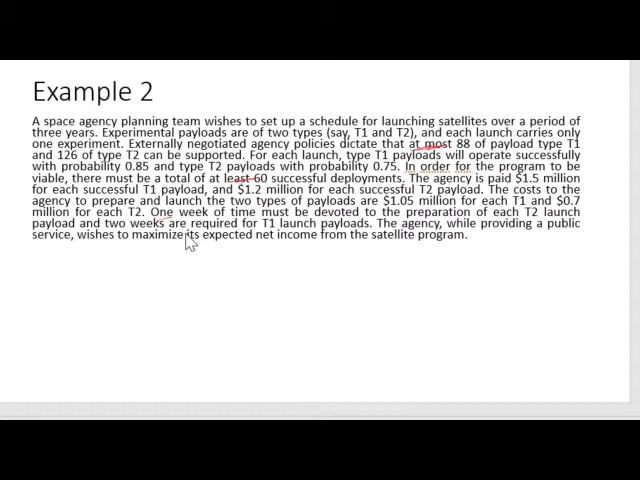 Example 2
A space agency planning team wishes to set up a schedule for launching satellites over a period of
three years. Experimental payloads are of two types (say, T1 and T2), and each launch carries only
one experiment. Externally negotiated agency policies dictate that at most 88 of payload type T1
and 126 of type T2 can be supported. For each launch, type T1 payloads will operate successfully
with probability 0.85 and type T2 payloads with probability 0.75. In order for the program to be
viable, there must be a total of at least 60 successful deployments. The agency is paid $1.5 million
for each successful T1 payload, and $1.2 million for each successful T2 payload. The costs to the
agency to prepare and launch the two types of payloads are $1.05 million for each T1 and $0.7
million for each T2. One week of time must be devoted to the preparation of each T2 launch
payload and two weeks are required for T1 launch payloads. The agency, while providing a public
service, wishes to maximize its expected net income from the satellite program.